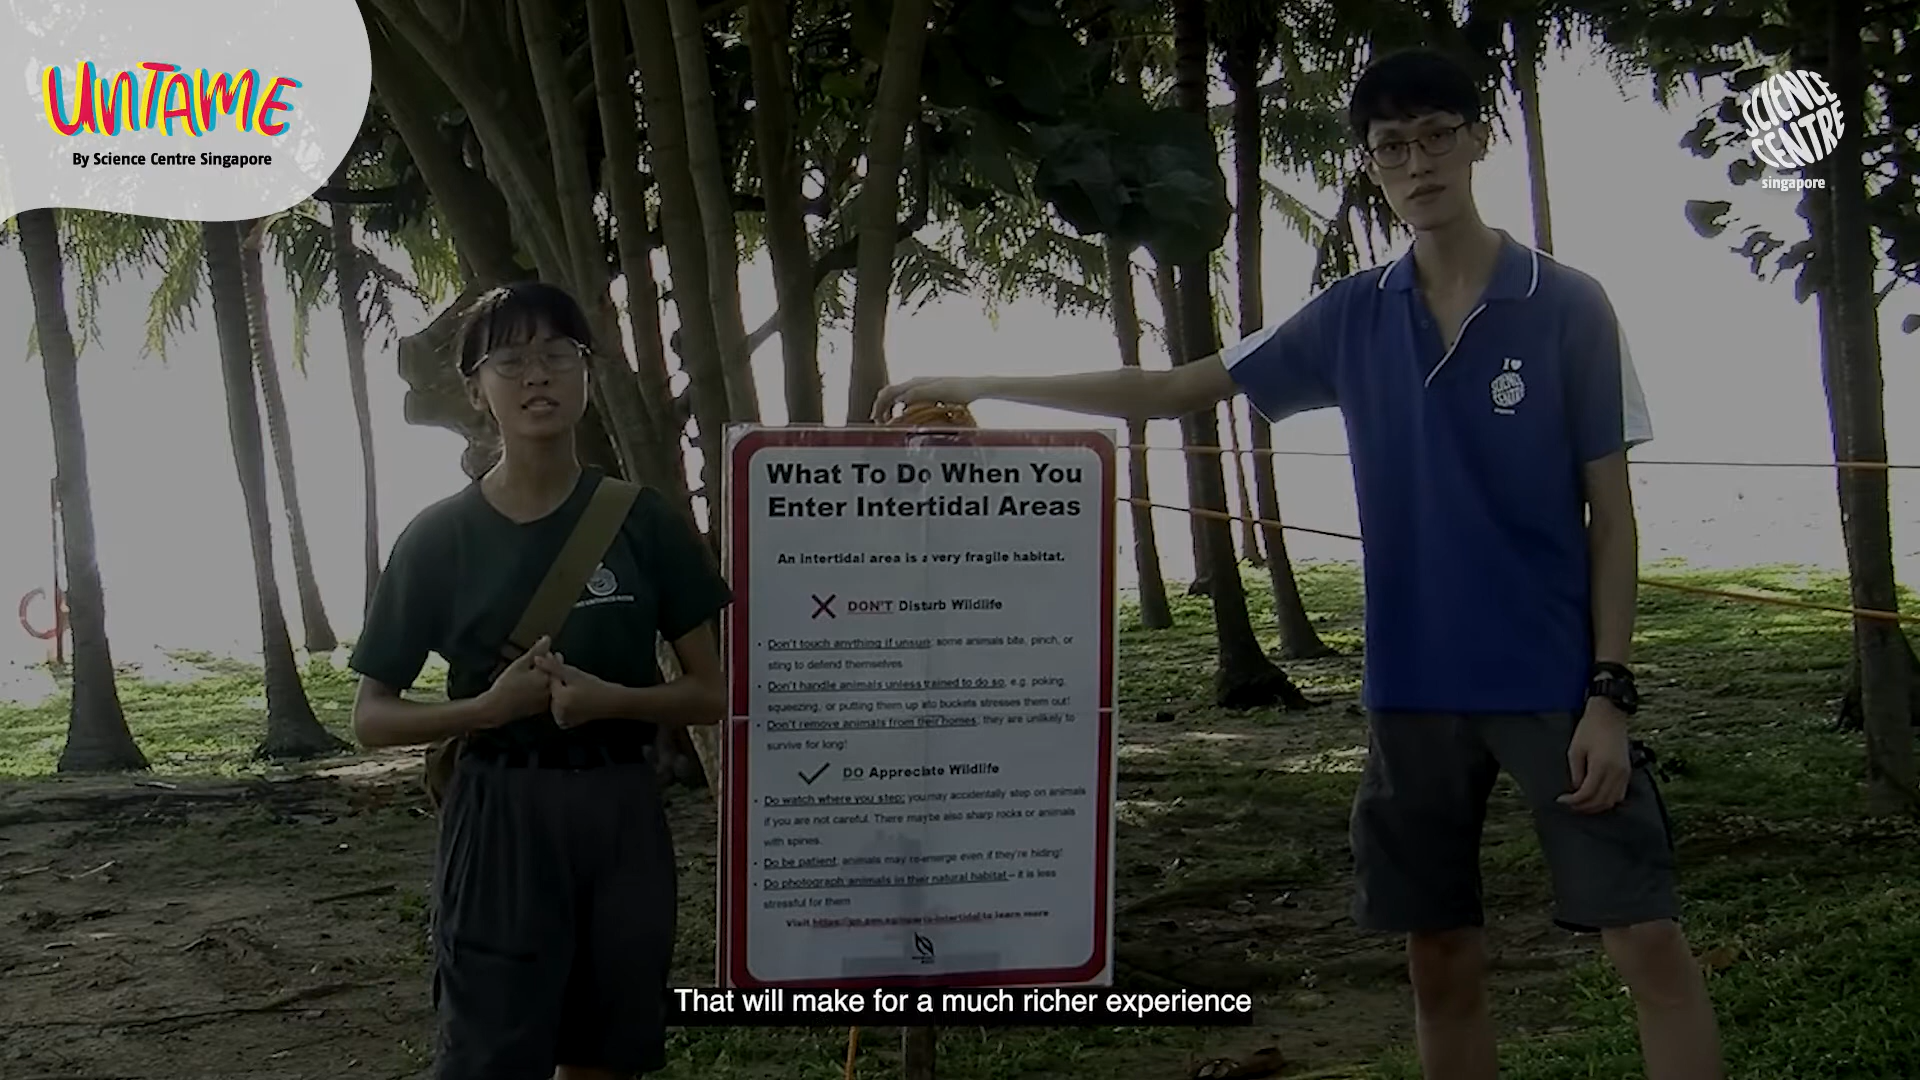 UNTAME
By Science Centre Singapore
SCIENCE
CENTRE
singapore
I
SCIENCE
CENTRE
What To Do When You
Enter Intertidal Areas
An intertidal area is a very fragile habitat.
DON'T Disturb Wildlife
• Don't touch anything if unsure; some animals bite, pinch, or
sting to defend themselves
• Don't handle animals unless trained to do so, e.g. poking,
squeezing, or putting them up into buckets stresses them out!
• Don't remove animals from their homes; they are unlikely to
survive for long!
DO Appreciate Wildlife
• Do watch where you step; you may accidentally step on animals
if you are not careful. There maybe also sharp rocks or animals
with spines.
• Do be patient; animals may re-emerge even if they're hiding!
• Do photograph animals in their natural habitat – it is less
stressful for them
to learn more
That will make for a much richer experience